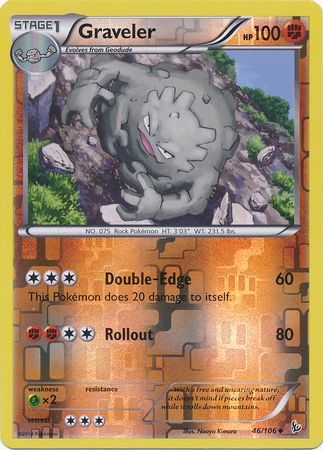 STAGE1 Graveler HP100
Evolves from Geodude
NO. 075 Rock Pokémon HT: 3'03" WT: 231.5 lbs.
Double-Edge 60
This Pokémon does 20 damage to itself.
Rollout 80
weakness resistance
×2
With a free and uncaring nature,
it doesn't mind if pieces break off
while it rolls down mountains.
retreat
Illus. Naoyo Kimura 46/106
©2014 Pokémon